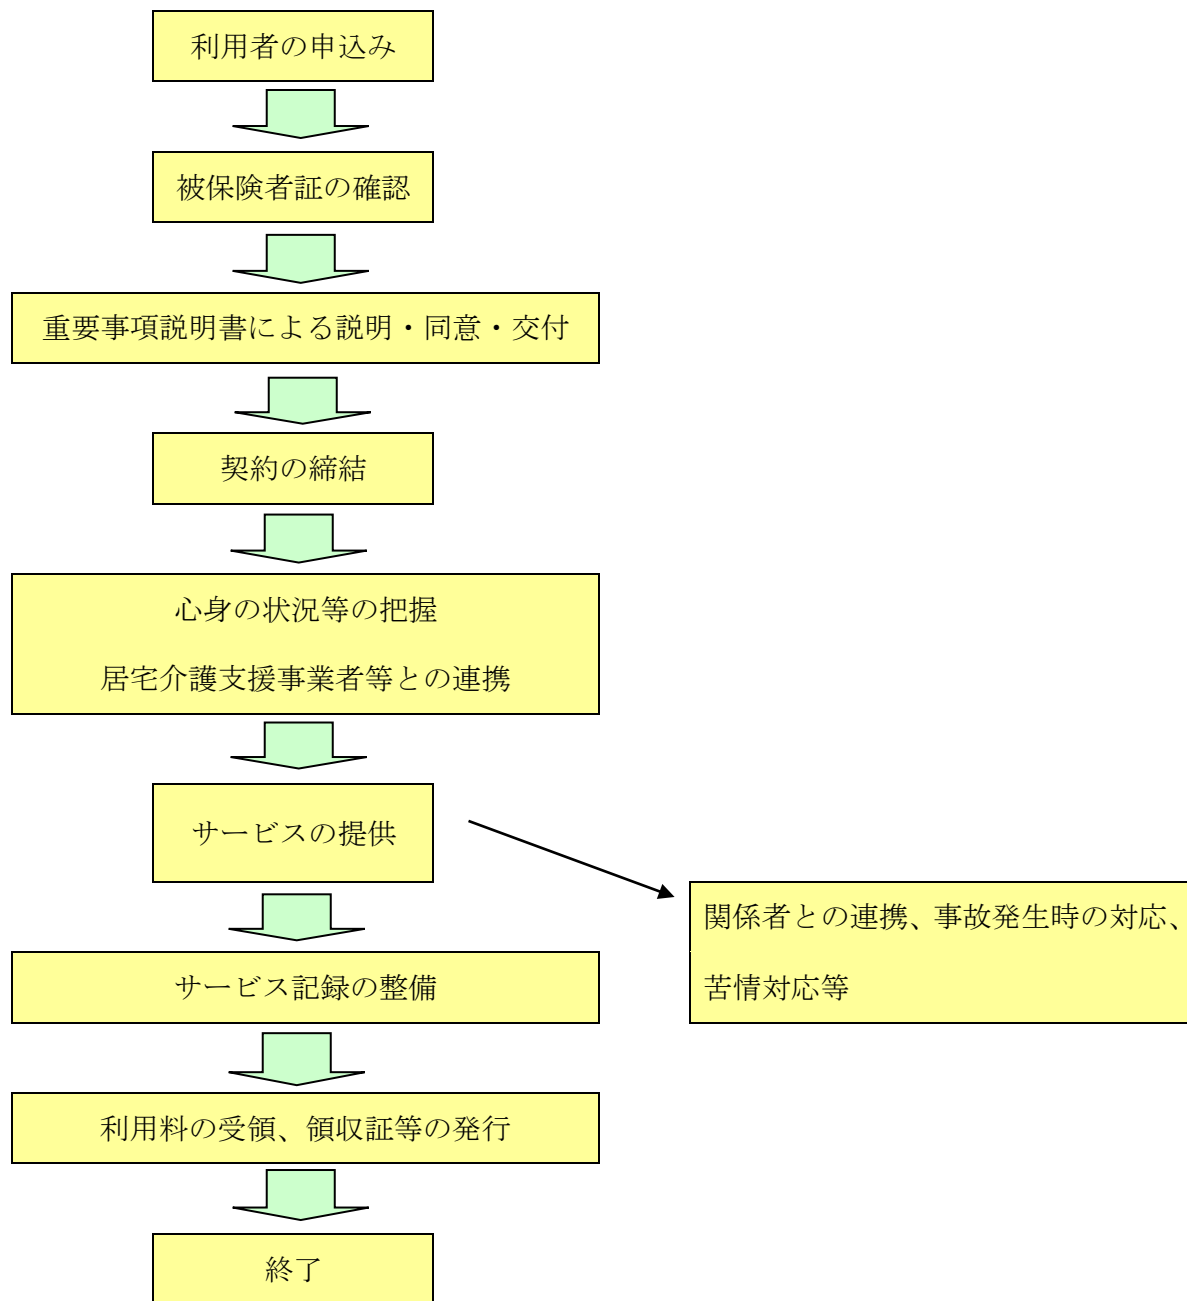 利用者の申込み
被保険者証の確認
重要事項説明書による説明・同意・交付
契約の締結
心身の状況等の把握
居宅介護支援事業者等との連携
サービスの提供
関係者との連携、事故発生時の対応、
苦情対応等
サービス記録の整備
利用料の受領、領収証等の発行
終了